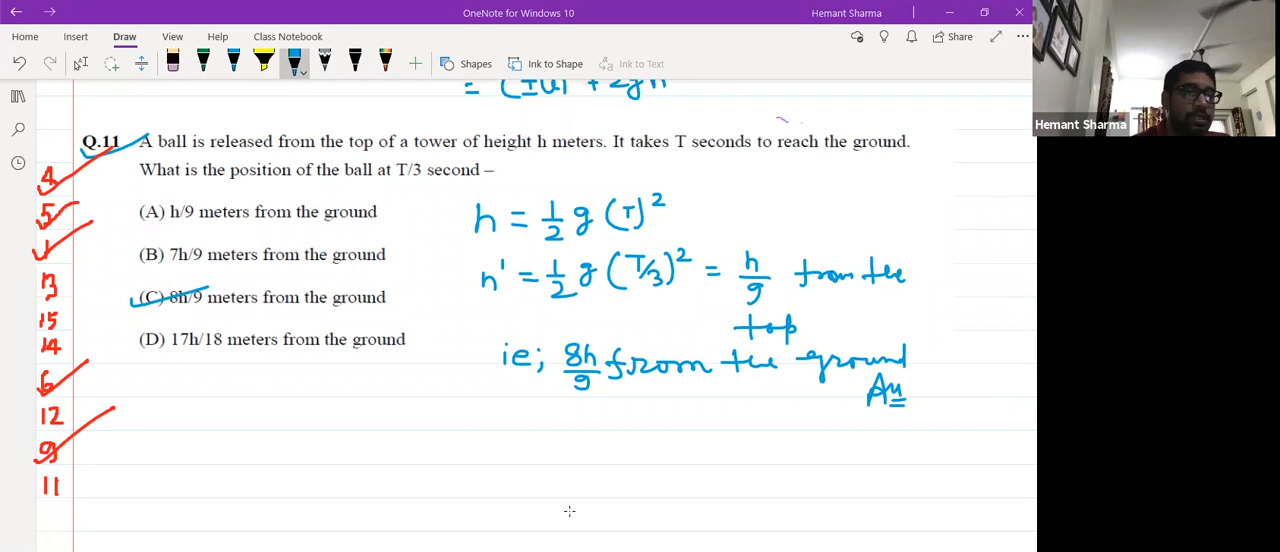 OneNote for Windows 10
Hemant Sharma
Home Insert Draw View Help Class Notebook Share
Shapes Ink to Shape Ink to Text
Hemant Sharma
Q.11 A ball is released from the top of a tower of height h meters. It takes T seconds to reach the ground.
What is the position of the ball at T/3 second –
(A) h/9 meters from the ground
(B) 7h/9 meters from the ground
(C) 8h/9 meters from the ground
(D) 17h/18 meters from the ground
h = 1/2 g (T)²
h' = 1/2 g (T/3)² = h/9 from the
top
ie; 8h/9 from the ground
4
5
1
3
15
14
6
12
9
11